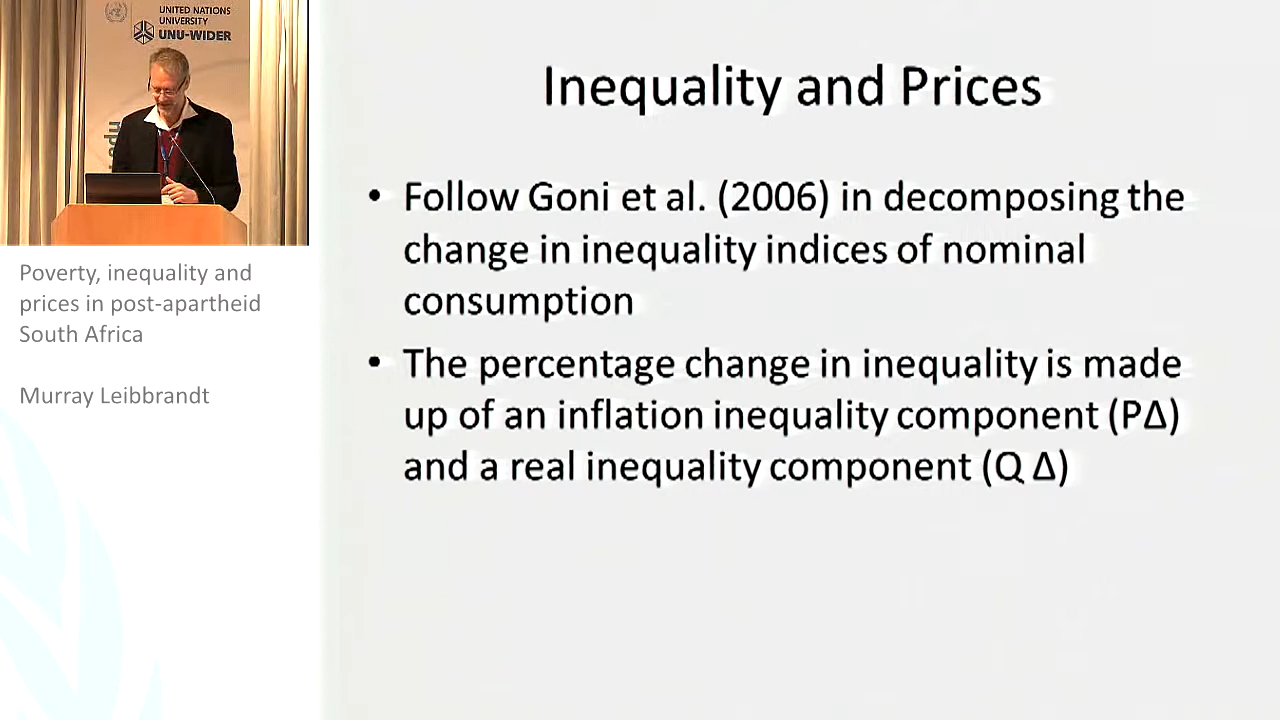 UNITED NATIONS
UNIVERSITY
UNU-WIDER
Poverty, inequality and
prices in post-apartheid
South Africa
Murray Leibbrandt
Inequality and Prices
• Follow Goni et al. (2006) in decomposing the
change in inequality indices of nominal
consumption
• The percentage change in inequality is made
up of an inflation inequality component (PΔ)
and a real inequality component (Q Δ)